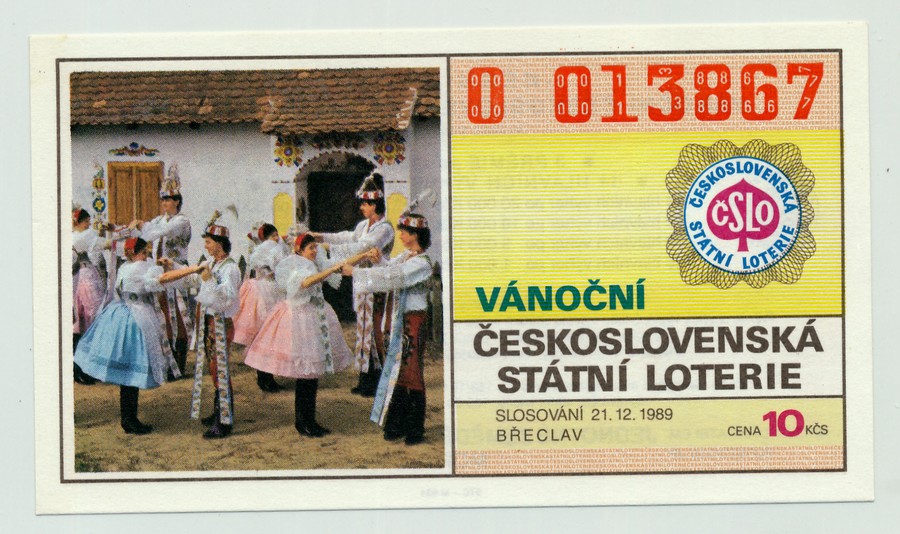 0 013867
ČESKOSLOVENSKÁ
ČSLO
STÁTNÍ LOTERIE
VÁNOČNÍ
ČESKOSLOVENSKÁ
STÁTNÍ LOTERIE
SLOSOVÁNÍ 21. 12. 1989
BŘECLAV
CENA 10 KČS